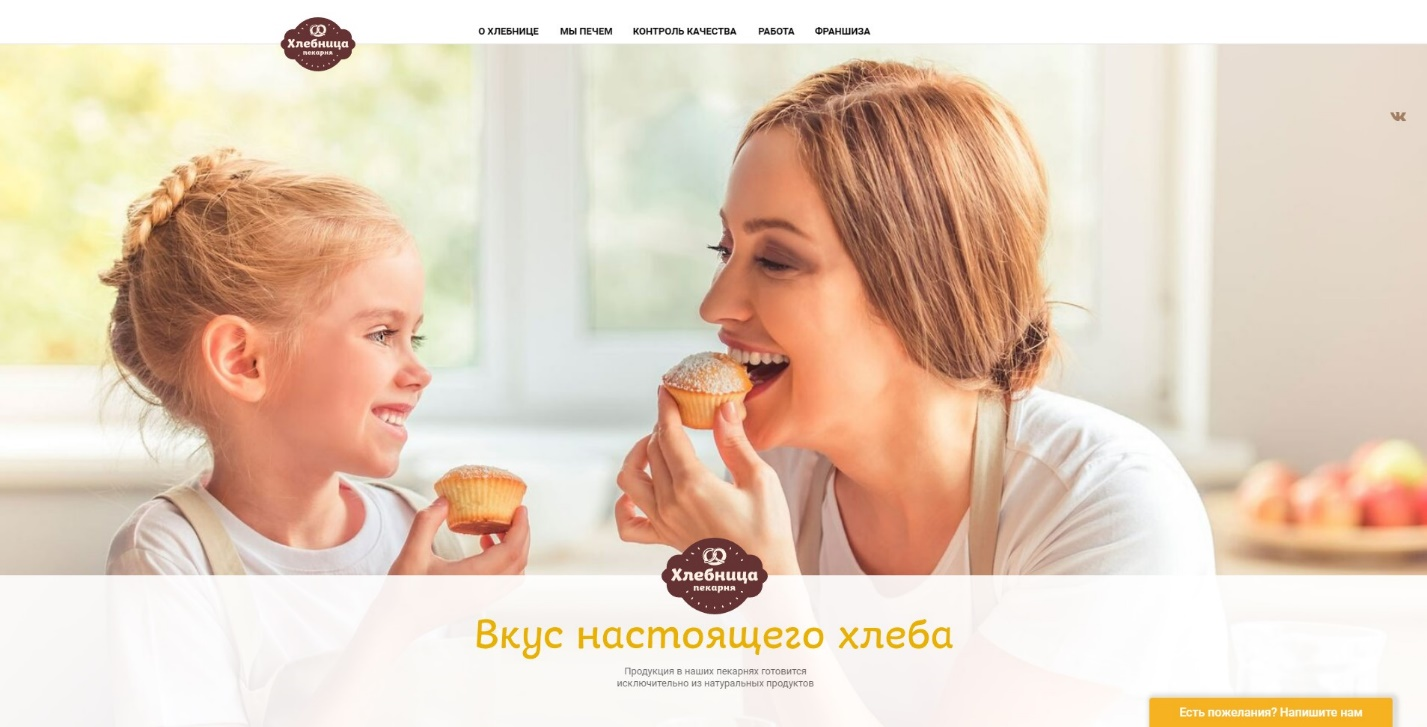 Хлебница
пекарня
О ХЛЕБНИЦЕ
МЫ ПЕЧЕМ
КОНТРОЛЬ КАЧЕСТВА
РАБОТА
ФРАНШИЗА
Хлебница
пекарня
Вкус настоящего хлеба
Продукция в наших пекарнях готовится
исключительно из натуральных продуктов
Есть пожелания? Напишите нам